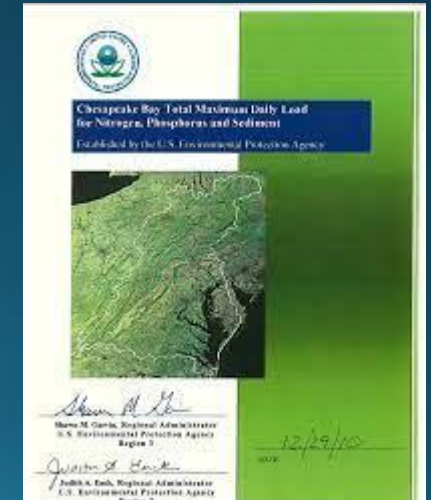 Chesapeake Bay Total Maximum Daily Load
for Nitrogen, Phosphorus and Sediment
Established by the U.S. Environmental Protection Agency
Shawn M. Garvin, Regional Administrator
U.S. Environmental Protection Agency
Region 3
12/29/10
DATE
Judith A. Enck, Regional Administrator
U.S. Environmental Protection Agency